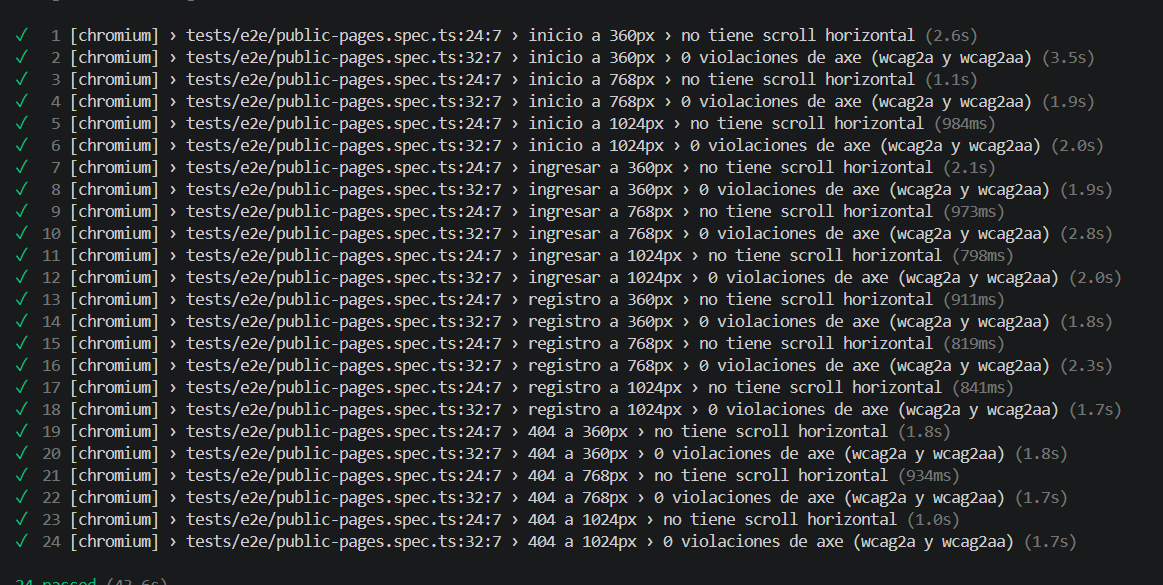 ✓ 1 [chromium] › tests/e2e/public-pages.spec.ts:24:7 › inicio a 360px › no tiene scroll horizontal (2.6s)
✓ 2 [chromium] › tests/e2e/public-pages.spec.ts:32:7 › inicio a 360px › 0 violaciones de axe (wcag2a y wcag2aa) (3.5s)
✓ 3 [chromium] › tests/e2e/public-pages.spec.ts:24:7 › inicio a 768px › no tiene scroll horizontal (1.1s)
✓ 4 [chromium] › tests/e2e/public-pages.spec.ts:32:7 › inicio a 768px › 0 violaciones de axe (wcag2a y wcag2aa) (1.9s)
✓ 5 [chromium] › tests/e2e/public-pages.spec.ts:24:7 › inicio a 1024px › no tiene scroll horizontal (984ms)
✓ 6 [chromium] › tests/e2e/public-pages.spec.ts:32:7 › inicio a 1024px › 0 violaciones de axe (wcag2a y wcag2aa) (2.0s)
✓ 7 [chromium] › tests/e2e/public-pages.spec.ts:24:7 › ingresar a 360px › no tiene scroll horizontal (2.1s)
✓ 8 [chromium] › tests/e2e/public-pages.spec.ts:32:7 › ingresar a 360px › 0 violaciones de axe (wcag2a y wcag2aa) (1.9s)
✓ 9 [chromium] › tests/e2e/public-pages.spec.ts:24:7 › ingresar a 768px › no tiene scroll horizontal (973ms)
✓ 10 [chromium] › tests/e2e/public-pages.spec.ts:32:7 › ingresar a 768px › 0 violaciones de axe (wcag2a y wcag2aa) (2.8s)
✓ 11 [chromium] › tests/e2e/public-pages.spec.ts:24:7 › ingresar a 1024px › no tiene scroll horizontal (798ms)
✓ 12 [chromium] › tests/e2e/public-pages.spec.ts:32:7 › ingresar a 1024px › 0 violaciones de axe (wcag2a y wcag2aa) (2.0s)
✓ 13 [chromium] › tests/e2e/public-pages.spec.ts:24:7 › registro a 360px › no tiene scroll horizontal (911ms)
✓ 14 [chromium] › tests/e2e/public-pages.spec.ts:32:7 › registro a 360px › 0 violaciones de axe (wcag2a y wcag2aa) (1.8s)
✓ 15 [chromium] › tests/e2e/public-pages.spec.ts:24:7 › registro a 768px › no tiene scroll horizontal (819ms)
✓ 16 [chromium] › tests/e2e/public-pages.spec.ts:32:7 › registro a 768px › 0 violaciones de axe (wcag2a y wcag2aa) (2.3s)
✓ 17 [chromium] › tests/e2e/public-pages.spec.ts:24:7 › registro a 1024px › no tiene scroll horizontal (841ms)
✓ 18 [chromium] › tests/e2e/public-pages.spec.ts:32:7 › registro a 1024px › 0 violaciones de axe (wcag2a y wcag2aa) (1.7s)
✓ 19 [chromium] › tests/e2e/public-pages.spec.ts:24:7 › 404 a 360px › no tiene scroll horizontal (1.8s)
✓ 20 [chromium] › tests/e2e/public-pages.spec.ts:32:7 › 404 a 360px › 0 violaciones de axe (wcag2a y wcag2aa) (1.8s)
✓ 21 [chromium] › tests/e2e/public-pages.spec.ts:24:7 › 404 a 768px › no tiene scroll horizontal (934ms)
✓ 22 [chromium] › tests/e2e/public-pages.spec.ts:32:7 › 404 a 768px › 0 violaciones de axe (wcag2a y wcag2aa) (1.7s)
✓ 23 [chromium] › tests/e2e/public-pages.spec.ts:24:7 › 404 a 1024px › no tiene scroll horizontal (1.0s)
✓ 24 [chromium] › tests/e2e/public-pages.spec.ts:32:7 › 404 a 1024px › 0 violaciones de axe (wcag2a y wcag2aa) (1.7s)
24 passed